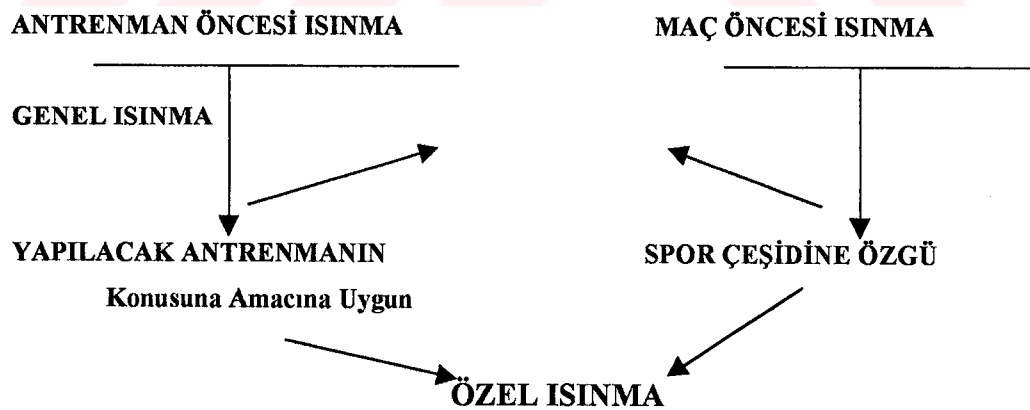 ANTRENMAN ÖNCESİ ISINMA
MAÇ ÖNCESİ ISINMA
GENEL ISINMA
YAPILACAK ANTRENMANIN
Konusuna Amacına Uygun
SPOR ÇEŞİDİNE ÖZGÜ
ÖZEL ISINMA